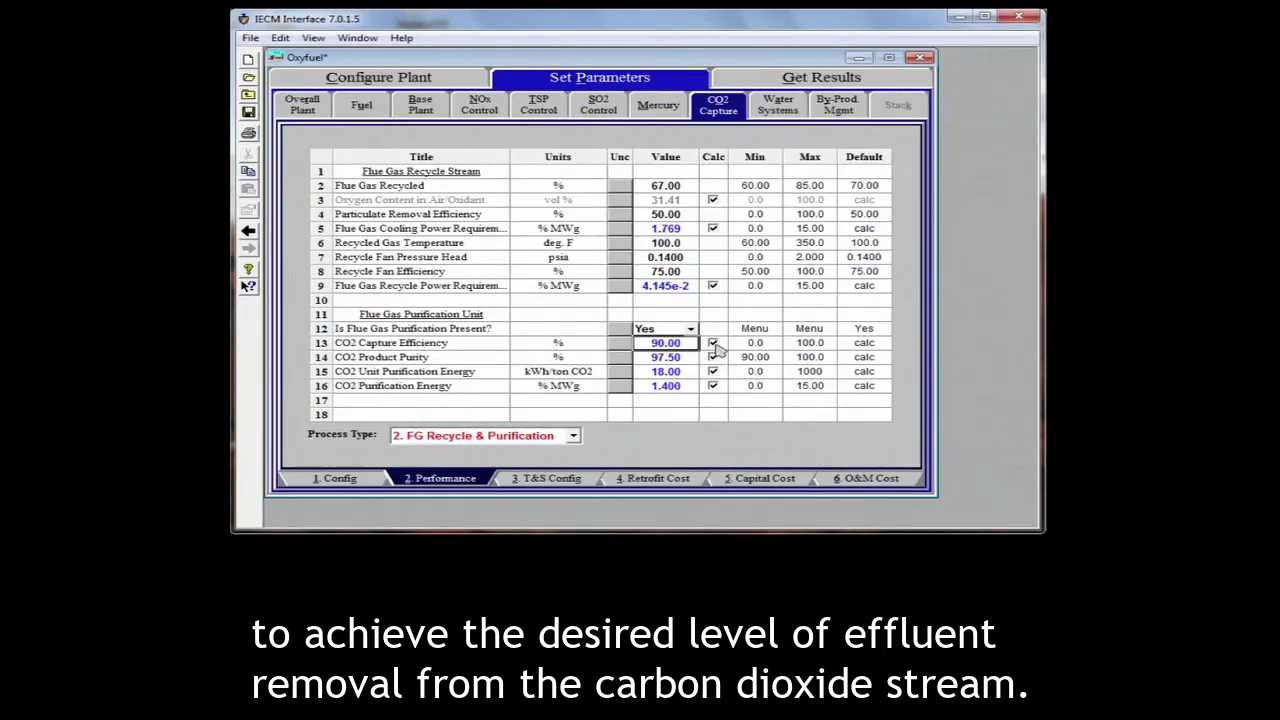 IECM Interface 7.0.1.5
File Edit View Window Help
Oxyfuel*
Configure Plant Set Parameters Get Results
Overall Plant Fuel Base Plant NOx Control TSP Control SO2 Control Mercury CO2 Capture Water Systems By-Prod. Mgmt Stack
Title Units Unc Value Calc Min Max Default
1 Flue Gas Recycle Stream
2 Flue Gas Recycled % 67.00 60.00 85.00 70.00
3 Oxygen Content in Air/Oxidant vol % 31.41 0.0 100.0 calc
4 Particulate Removal Efficiency % 50.00 0.0 100.0 50.00
5 Flue Gas Cooling Power Requirem... % MWg 1.769 0.0 15.00 calc
6 Recycled Gas Temperature deg. F 100.0 60.00 350.0 100.0
7 Recycle Fan Pressure Head psia 0.1400 0.0 2.000 0.1400
8 Recycle Fan Efficiency % 75.00 50.00 100.0 75.00
9 Flue Gas Recycle Power Requirem... % MWg 4.145e-2 0.0 15.00 calc
10
11 Flue Gas Purification Unit
12 Is Flue Gas Purification Present? Yes Menu Menu Yes
13 CO2 Capture Efficiency % 90.00 0.0 100.0 calc
14 CO2 Product Purity % 97.50 90.00 100.0 calc
15 CO2 Unit Purification Energy kWh/ton CO2 18.00 0.0 1000 calc
16 CO2 Purification Energy % MWg 1.400 0.0 15.00 calc
17
18
Process Type: 2. FG Recycle & Purification
1. Config 2. Performance 3. T&S Config 4. Retrofit Cost 5. Capital Cost 6. O&M Cost
to achieve the desired level of effluent
removal from the carbon dioxide stream.